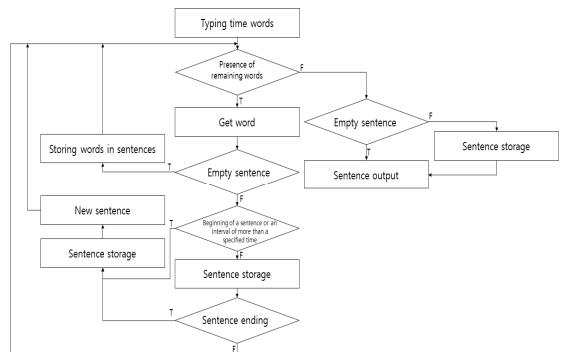 Typing time words
Presence of
remaining words
F
T
Get word
Empty sentence
F
Storing words in sentences
T
Sentence storage
T
Empty sentence
Sentence output
F
New sentence
T
Beginning of a sentence or an
interval of more than a
specified time
Sentence storage
F
Sentence storage
T
Sentence ending
F